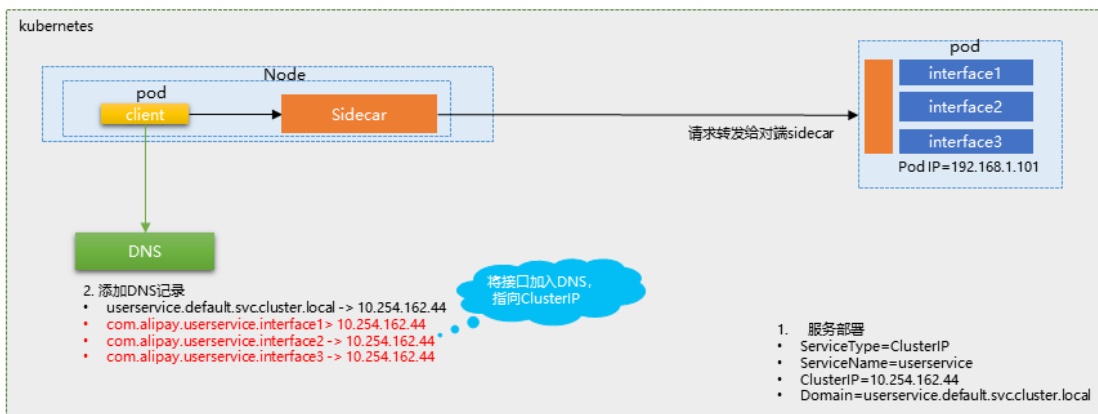 kubernetes
Node
pod
client
Sidecar
请求转发给对端sidecar
pod
interface1
interface2
interface3
Pod IP=192.168.1.101
DNS
将接口加入DNS，
指向ClusterIP
2. 添加DNS记录
• userservice.default.svc.cluster.local -> 10.254.162.44
• com.alipay.userservice.interface1> 10.254.162.44
• com.alipay.userservice.interface2 -> 10.254.162.44
• com.alipay.userservice.interface3 -> 10.254.162.44
1. 服务部署
• ServiceType=ClusterIP
• ServiceName=userservice
• ClusterIP=10.254.162.44
• Domain=userservice.default.svc.cluster.local